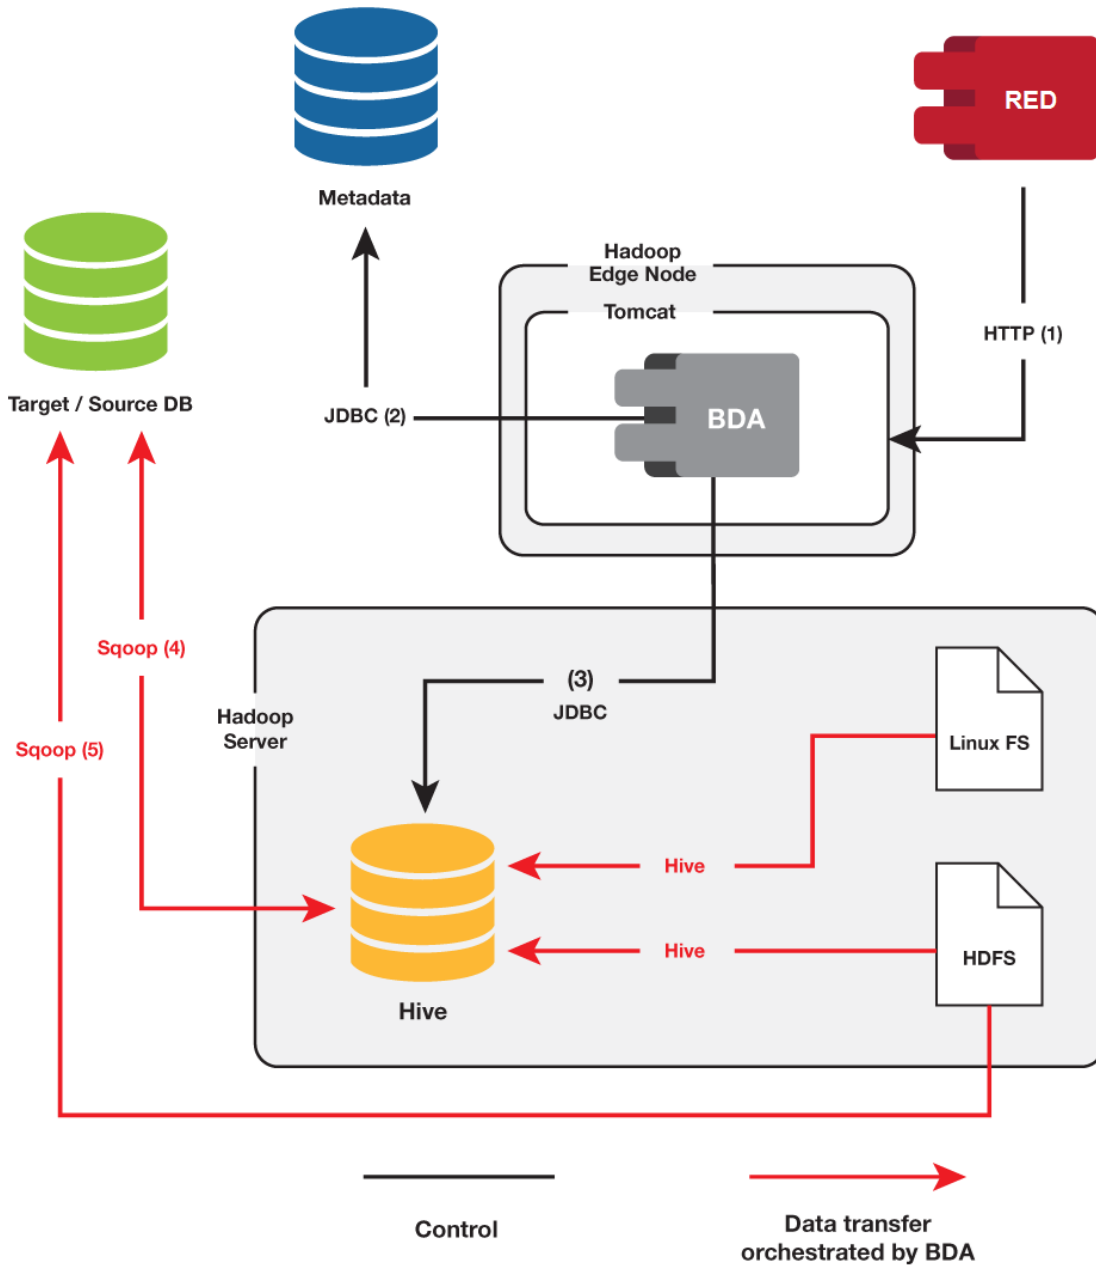 RED
Metadata
Hadoop
Edge Node
Tomcat
HTTP (1)
Target / Source DB
JDBC (2)
BDA
Sqoop (4)
(3)
JDBC
Hadoop
Server
Sqoop (5)
Linux FS
Hive
Hive
HDFS
Hive
Control
Data transfer
orchestrated by BDA